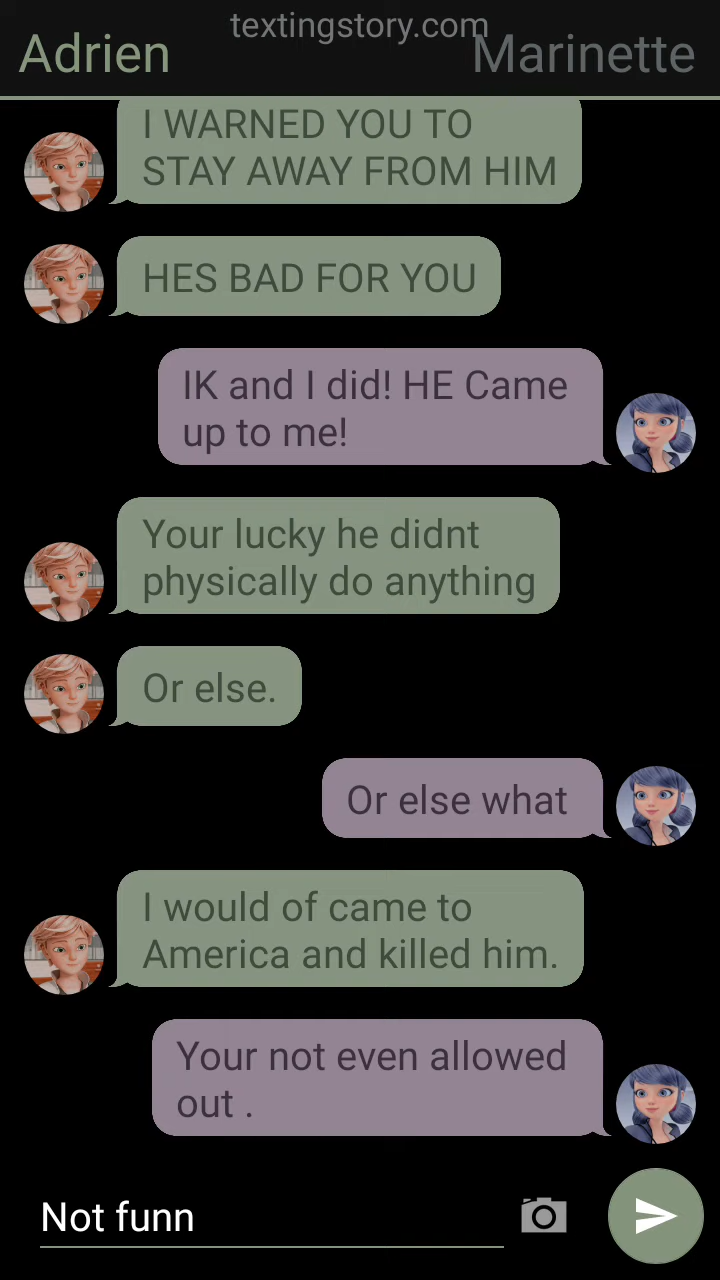 textingstory.com
Adrien
Marinette
I WARNED YOU TO
STAY AWAY FROM HIM
HES BAD FOR YOU
IK and I did! HE Came
up to me!
Your lucky he didnt
physically do anything
Or else.
Or else what
I would of came to
America and killed him.
Your not even allowed
out .
Not funn